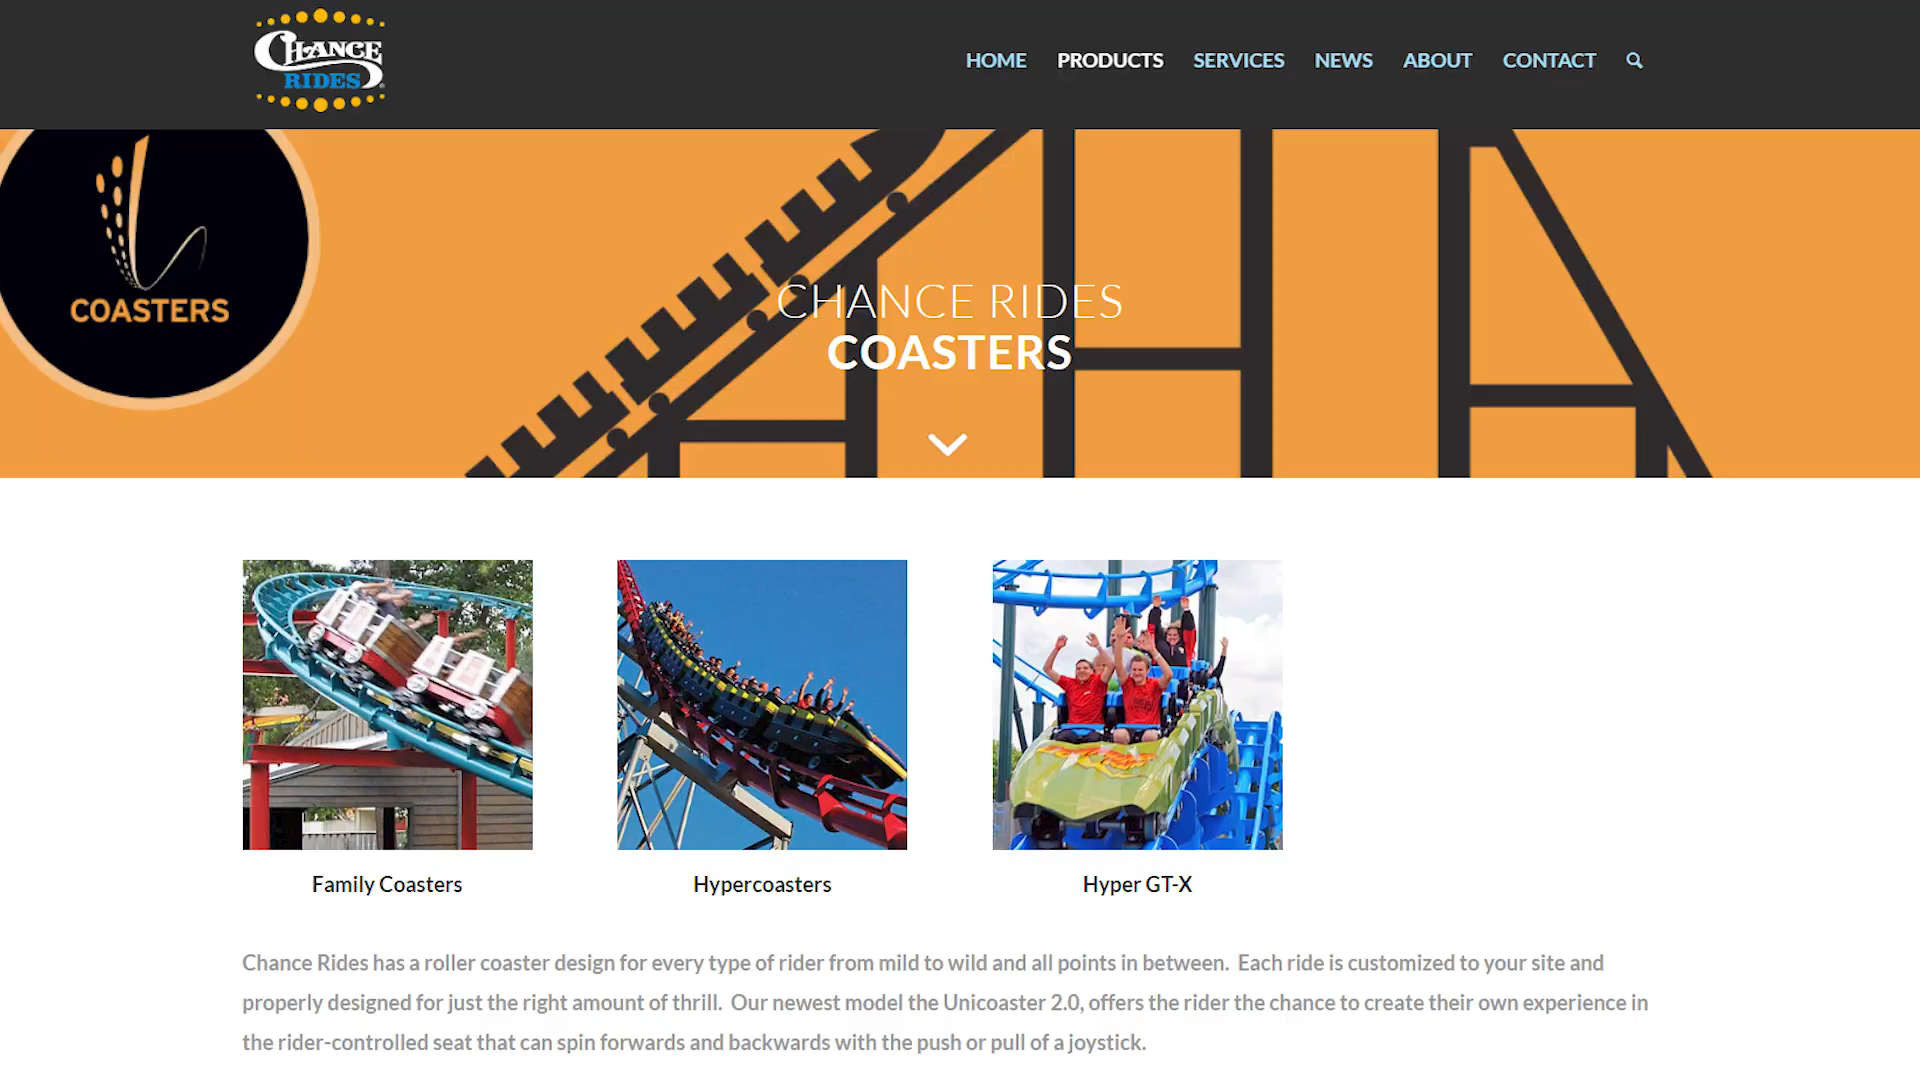 CHANCE
RIDES
HOME PRODUCTS SERVICES NEWS ABOUT CONTACT
COASTERS
CHANCE RIDES
COASTERS
Family Coasters
Hypercoasters
Hyper GT-X
Chance Rides has a roller coaster design for every type of rider from mild to wild and all points in between. Each ride is customized to your site and
properly designed for just the right amount of thrill. Our newest model the Unicoaster 2.0, offers the rider the chance to create their own experience in
the rider-controlled seat that can spin forwards and backwards with the push or pull of a joystick.